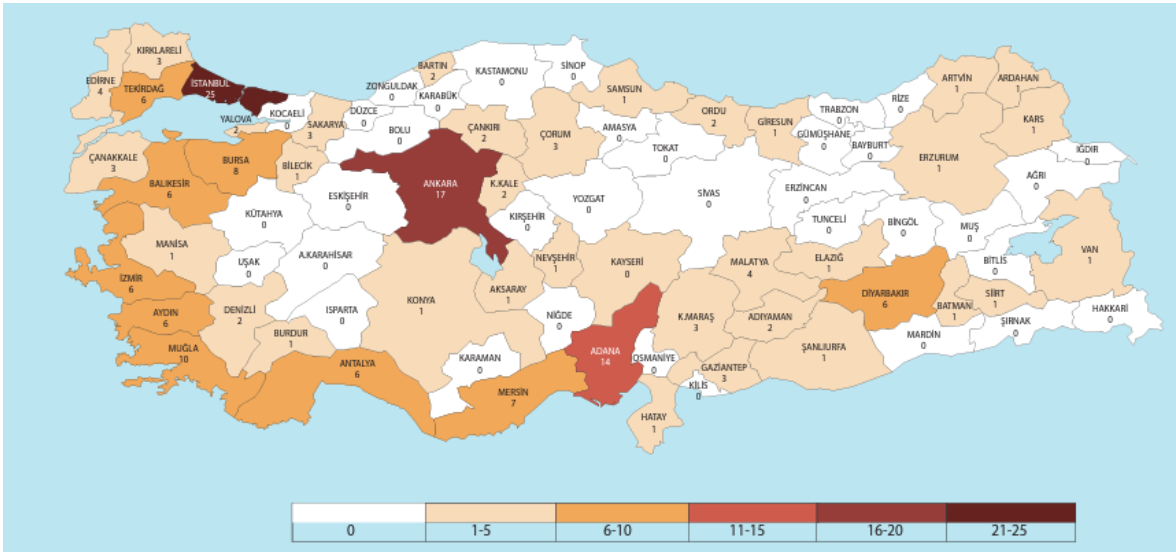 KIRKLARELİ
3
EDİRNE
4
TEKİRDAĞ
6
İSTANBUL
25
YALOVA
2
KOCAELİ
0
SAKARYA
3
DÜZCE
0
ZONGULDAK
0
BARTIN
2
KARABÜK
0
KASTAMONU
0
SİNOP
0
BOLU
0
ÇANKIRI
2
ÇORUM
3
SAMSUN
1
AMASYA
0
TOKAT
0
ORDU
2
GİRESUN
1
TRABZON
0
GÜMÜŞHANE
0
BAYBURT
0
RİZE
0
ARTVİN
1
ARDAHAN
1
KARS
1
IĞDIR
0
AĞRI
0
ERZURUM
1
ÇANAKKALE
3
BALIKESİR
6
BURSA
8
BİLECİK
1
ESKİŞEHİR
0
ANKARA
17
K.KALE
2
KIRŞEHİR
0
YOZGAT
0
SİVAS
0
ERZİNCAN
0
TUNCELİ
0
BİNGÖL
0
MUŞ
0
BİTLİS
0
VAN
1
KÜTAHYA
0
MANİSA
1
UŞAK
0
A.KARAHİSAR
0
İZMİR
6
AYDIN
6
DENİZLİ
2
MUĞLA
10
BURDUR
1
ISPARTA
0
ANTALYA
6
KONYA
1
AKSARAY
1
NEVŞEHİR
1
KAYSERİ
0
NİĞDE
0
KARAMAN
0
MERSİN
7
ADANA
14
OSMANİYE
0
K.MARAŞ
3
MALATYA
4
ELAZIĞ
1
ADIYAMAN
2
GAZİANTEP
3
KİLİS
0
HATAY
1
ŞANLIURFA
1
DİYARBAKIR
6
BATMAN
1
SİİRT
1
MARDİN
0
ŞIRNAK
0
HAKKARİ
0
0 1-5 6-10 11-15 16-20 21-25